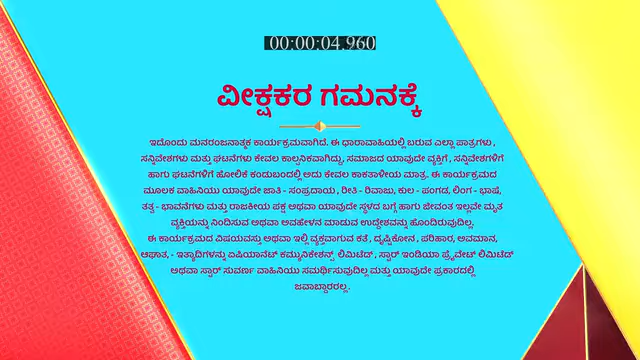 00:00:04.960
ವೀಕ್ಷಕರ ಗಮನಕ್ಕೆ
ಇದೊಂದು ಮನರಂಜನಾತ್ಮಕ ಕಾರ್ಯಕ್ರಮವಾಗಿದೆ. ಈ ಧಾರಾವಾಹಿಯಲ್ಲಿ ಬರುವ ಎಲ್ಲಾ ಪಾತ್ರಗಳು ,
ಸನ್ನಿವೇಶಗಳು ಮತ್ತು ಘಟನೆಗಳು ಕೇವಲ ಕಾಲ್ಪನಿಕವಾಗಿದ್ದು, ಸಮಾಜದ ಯಾವುದೇ ವ್ಯಕ್ತಿಗೆ , ಸನ್ನಿವೇಶಗಳಿಗೆ
ಹಾಗು ಘಟನೆಗಳಿಗೆ ಹೋಲಿಕೆ ಕಂಡುಬಂದಲ್ಲಿ ಅದು ಕೇವಲ ಕಾಕತಾಳೀಯ ಮಾತ್ರ. ಈ ಕಾರ್ಯಕ್ರಮದ
ಮೂಲಕ ವಾಹಿನಿಯು ಯಾವುದೇ ಜಾತಿ - ಸಂಪ್ರದಾಯ , ರೀತಿ - ರಿವಾಜು, ಕುಲ - ಪಂಗಡ, ಲಿಂಗ - ಭಾಷೆ,
ತತ್ವ - ಭಾವನೆಗಳು ಮತ್ತು ರಾಜಕೀಯ ಪಕ್ಷ ಅಥವಾ ಯಾವುದೇ ಸ್ಥಳದ ಬಗ್ಗೆ ಹಾಗು ಜೀವಂತ ಇಲ್ಲವೇ ಮೃತ
ವ್ಯಕ್ತಿಯನ್ನು ನಿಂದಿಸುವ ಅಥವಾ ಅವಹೇಳನ ಮಾಡುವ ಉದ್ದೇಶವನ್ನು ಹೊಂದಿರುವುದಿಲ್ಲ.
ಈ ಕಾರ್ಯಕ್ರಮದ ವಿಷಯವಸ್ತು ಅಥವಾ ಇಲ್ಲಿ ವ್ಯಕ್ತವಾಗುವ ಕತೆ , ದೃಷ್ಟಿಕೋನ , ಪರಿಹಾರ, ಅವಮಾನ,
ಆಘಾತ, - ಇತ್ಯಾದಿಗಳನ್ನು ಏಷಿಯಾನೆಟ್ ಕಮ್ಯುನಿಕೇಶನ್ಸ್ ಲಿಮಿಟೆಡ್ , ಸ್ಟಾರ್ ಇಂಡಿಯಾ ಪ್ರೈವೇಟ್ ಲಿಮಿಟೆಡ್
ಅಥವಾ ಸ್ಟಾರ್ ಸುವರ್ಣ ವಾಹಿನಿಯು ಸಮರ್ಥಿಸುವುದಿಲ್ಲ ಮತ್ತು ಯಾವುದೇ ಪ್ರಕಾರದಲ್ಲಿ
ಜವಾಬ್ದಾರರಲ್ಲ.